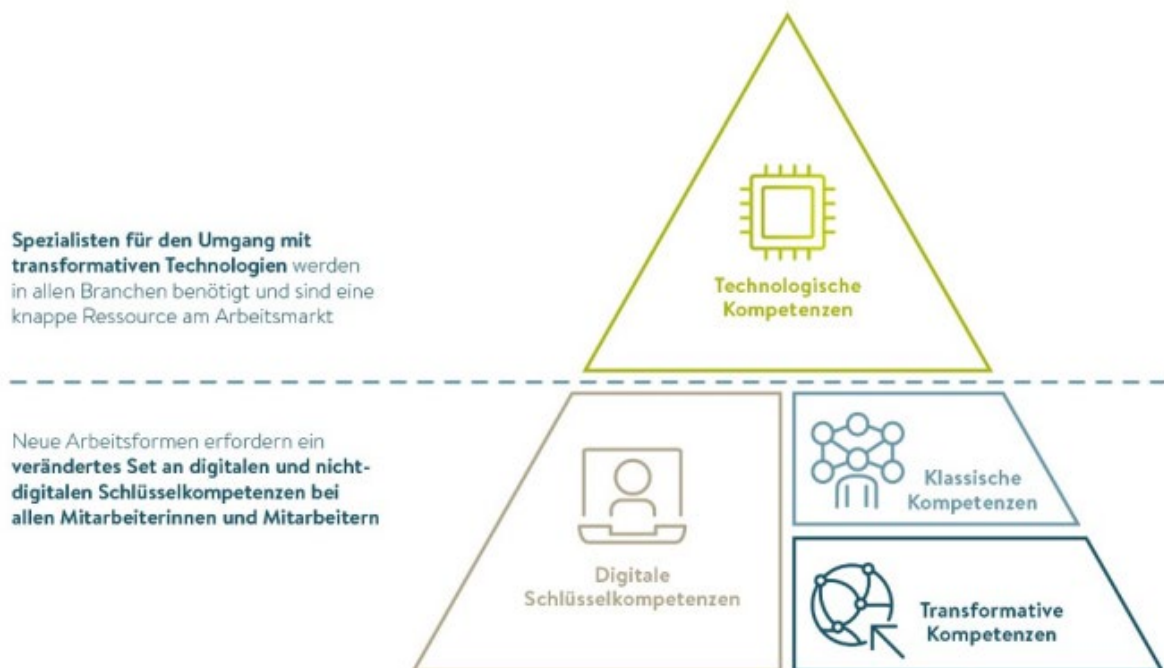 Technologische
Kompetenzen
Spezialisten für den Umgang mit
transformativen Technologien werden
in allen Branchen benötigt und sind eine
knappe Ressource am Arbeitsmarkt
Neue Arbeitsformen erfordern ein
verändertes Set an digitalen und nicht-
digitalen Schlüsselkompetenzen bei
allen Mitarbeiterinnen und Mitarbeitern
Digitale
Schlüsselkompetenzen
Klassische
Kompetenzen
Transformative
Kompetenzen